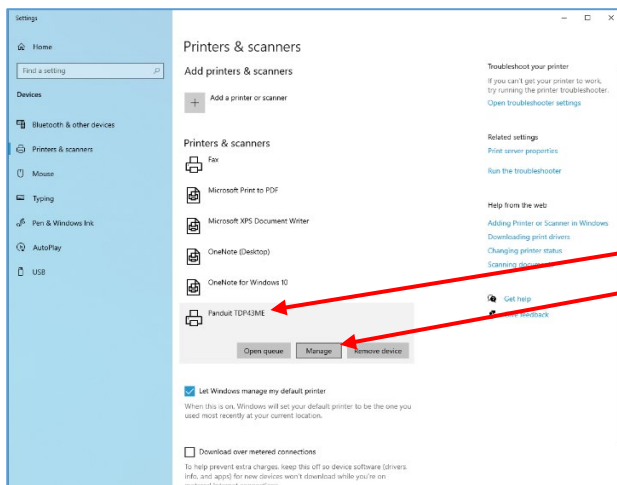 Settings
Home
Find a setting
Devices
Bluetooth & other devices
Printers & scanners
Mouse
Typing
Pen & Windows Ink
AutoPlay
USB
Printers & scanners
Add printers & scanners
Add a printer or scanner
Printers & scanners
Fax
Microsoft Print to PDF
Microsoft XPS Document Writer
OneNote (Desktop)
OneNote for Windows 10
Panduit TDP43ME
Open queue
Manage
Remove device
Let Windows manage my default printer
When this is on, Windows will set your default printer to be the one you
used most recently at your current location.
Download over metered connections
To help prevent extra charges, keep this off so device software (drivers,
info, and apps) for new devices won't download while you're on
Troubleshoot your printer
If you can't get your printer to work,
try running the printer troubleshooter.
Open troubleshooter settings
Related settings
Print server properties
Run the troubleshooter
Help from the web
Adding Printer or Scanner in Windows
Downloading print drivers
Changing printer status
Scanning
Get help
feedback